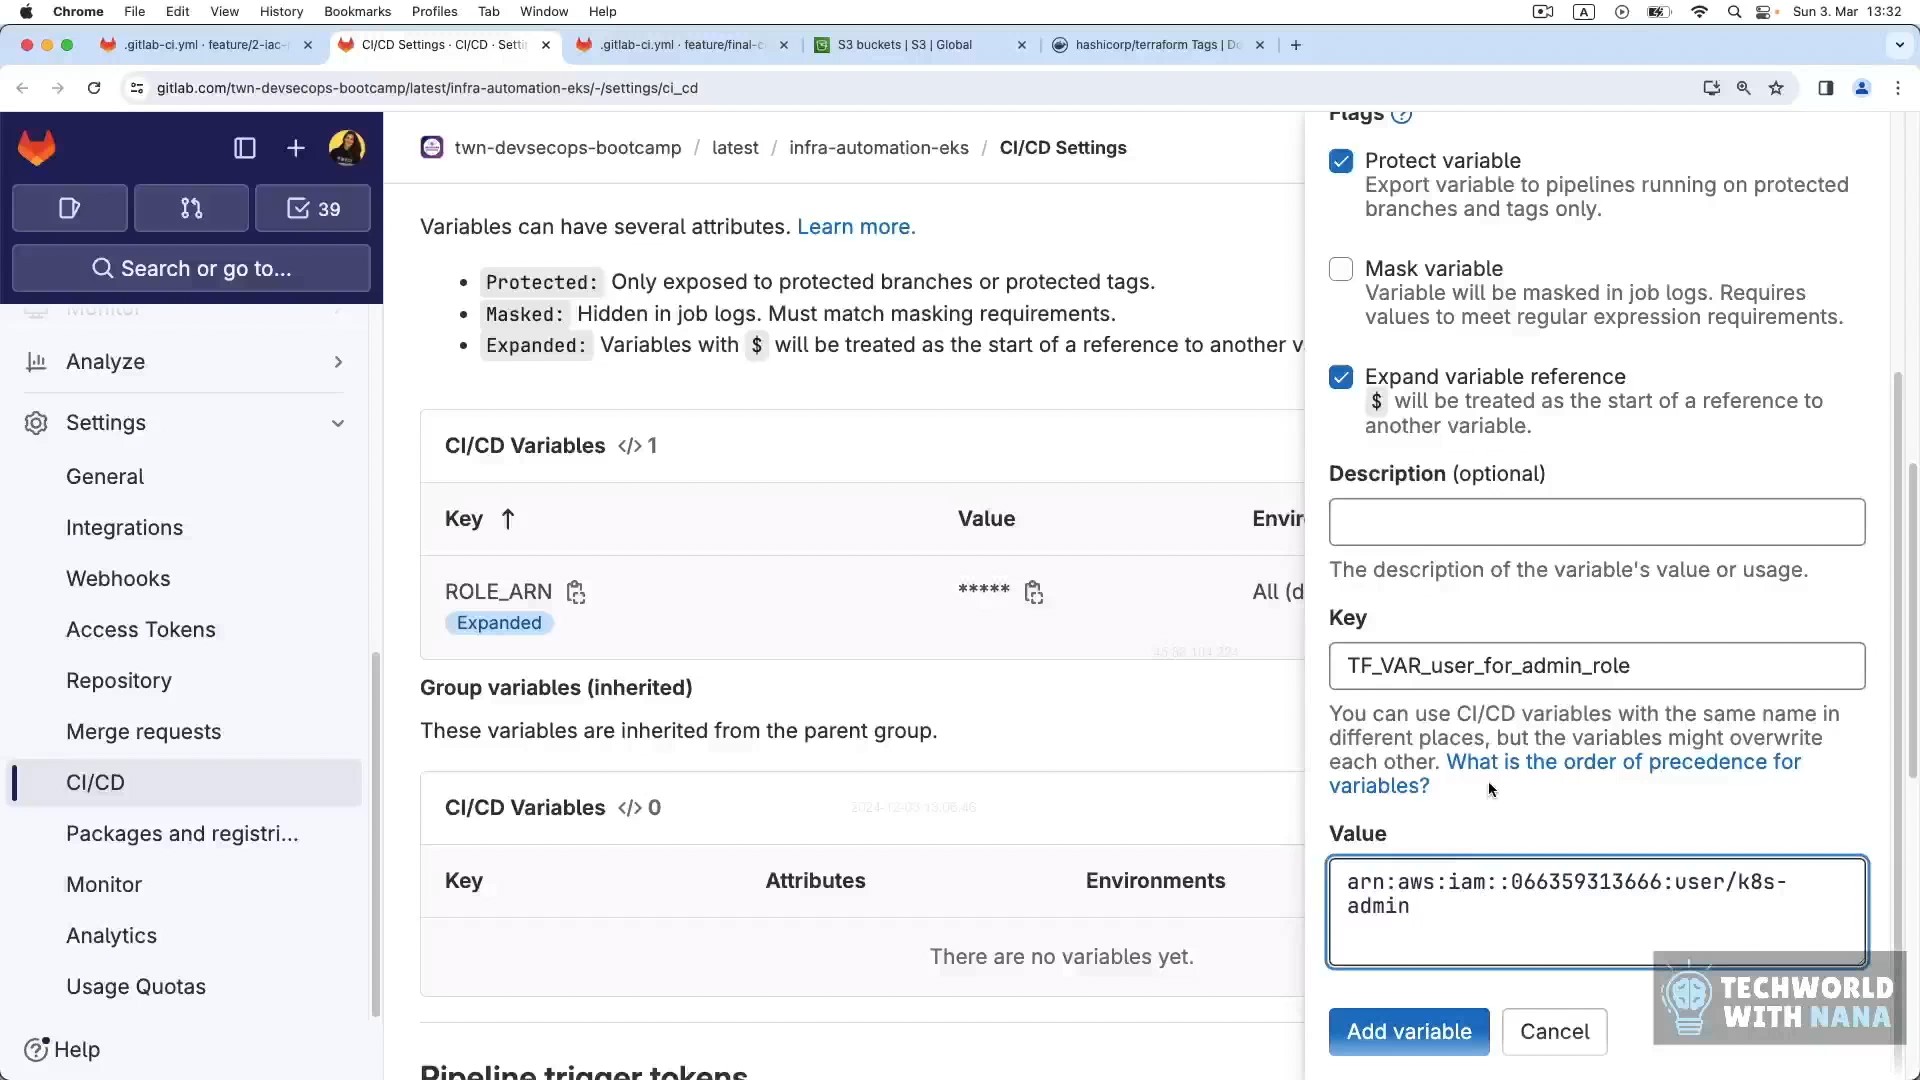 Chrome File Edit View History Bookmarks Profiles Tab Window Help A Sun 3. Mar 13:32
.gitlab-ci.yml · feature/2-iac- CI/CD Settings · CI/CD · Setti .gitlab-ci.yml · feature/final-c S3 buckets | S3 | Global hashicorp/terraform Tags | Do
gitlab.com/twn-devsecops-bootcamp/latest/infra-automation-eks/-/settings/ci_cd
39
Search or go to...
Monitor
Analyze
Settings
General
Integrations
Webhooks
Access Tokens
Repository
Merge requests
CI/CD
Packages and registri...
Monitor
Analytics
Usage Quotas
Help
twn-devsecops-bootcamp / latest / infra-automation-eks / CI/CD Settings
Variables can have several attributes. Learn more.
Protected: Only exposed to protected branches or protected tags.
Masked: Hidden in job logs. Must match masking requirements.
Expanded: Variables with $ will be treated as the start of a reference to another v
CI/CD Variables </> 1
Key ↑ Value Envir
ROLE_ARN ***** All (d
Expanded
Group variables (inherited)
These variables are inherited from the parent group.
CI/CD Variables </> 0
2024-12-03 13:06:46
Key Attributes Environments
There are no variables yet.
Pipeline trigger tokens
Flags
Protect variable
Export variable to pipelines running on protected
branches and tags only.
Mask variable
Variable will be masked in job logs. Requires
values to meet regular expression requirements.
Expand variable reference
$ will be treated as the start of a reference to
another variable.
Description (optional)
The description of the variable's value or usage.
Key
TF_VAR_user_for_admin_role
You can use CI/CD variables with the same name in
different places, but the variables might overwrite
each other. What is the order of precedence for
variables?
Value
arn:aws:iam::066359313666:user/k8s-
admin
Add variable Cancel
TECHWORLD
WITH NANA